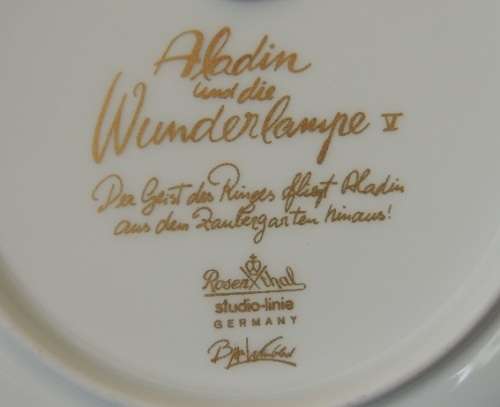 Aladin
und die
Wunderlampe V
Der Geist des Ringes fliegt Aladin
aus dem Zaubergarten hinaus!
Rosenthal
studio-linie
GERMANY